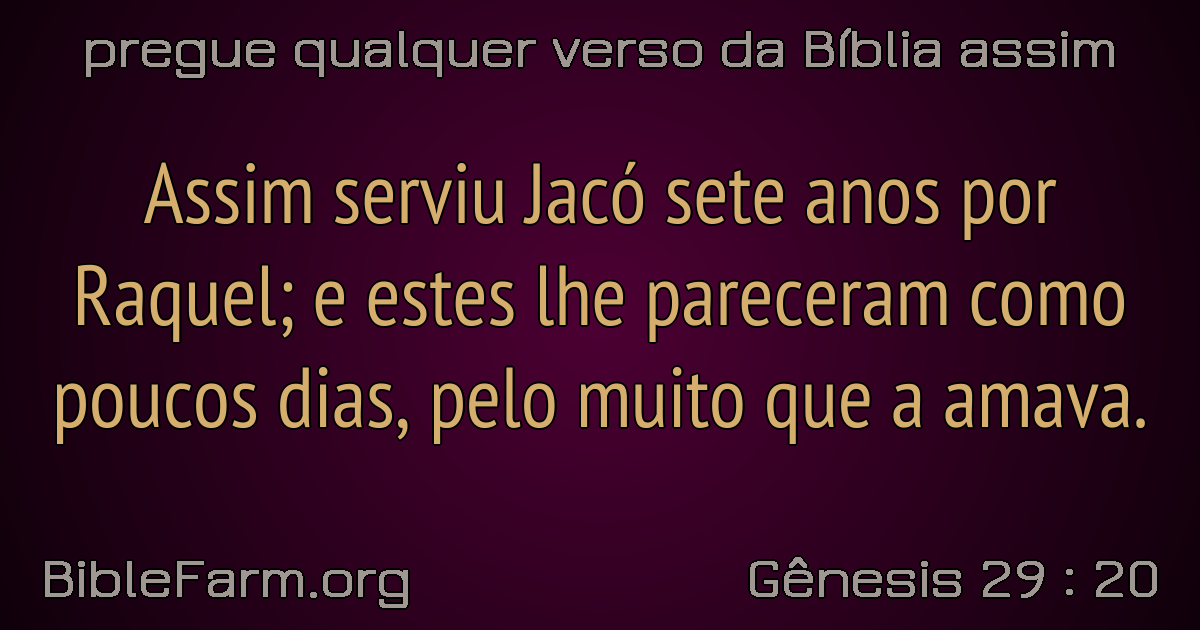 pregue qualquer verso da Bíblia assim
Assim serviu Jacó sete anos por
Raquel; e estes lhe pareceram como
poucos dias, pelo muito que a amava.
BibleFarm.org
Gênesis 29 : 20